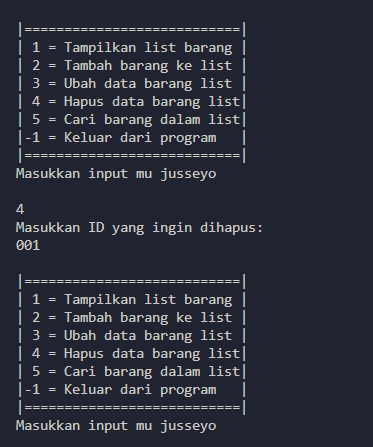 |===========================|
| 1 = Tampilkan list barang |
| 2 = Tambah barang ke list |
| 3 = Ubah data barang list |
| 4 = Hapus data barang list|
| 5 = Cari barang dalam list|
|-1 = Keluar dari program   |
|===========================|
Masukkan input mu jusseyo
4
Masukkan ID yang ingin dihapus:
001
|===========================|
| 1 = Tampilkan list barang |
| 2 = Tambah barang ke list |
| 3 = Ubah data barang list |
| 4 = Hapus data barang list|
| 5 = Cari barang dalam list|
|-1 = Keluar dari program   |
|===========================|
Masukkan input mu jusseyo